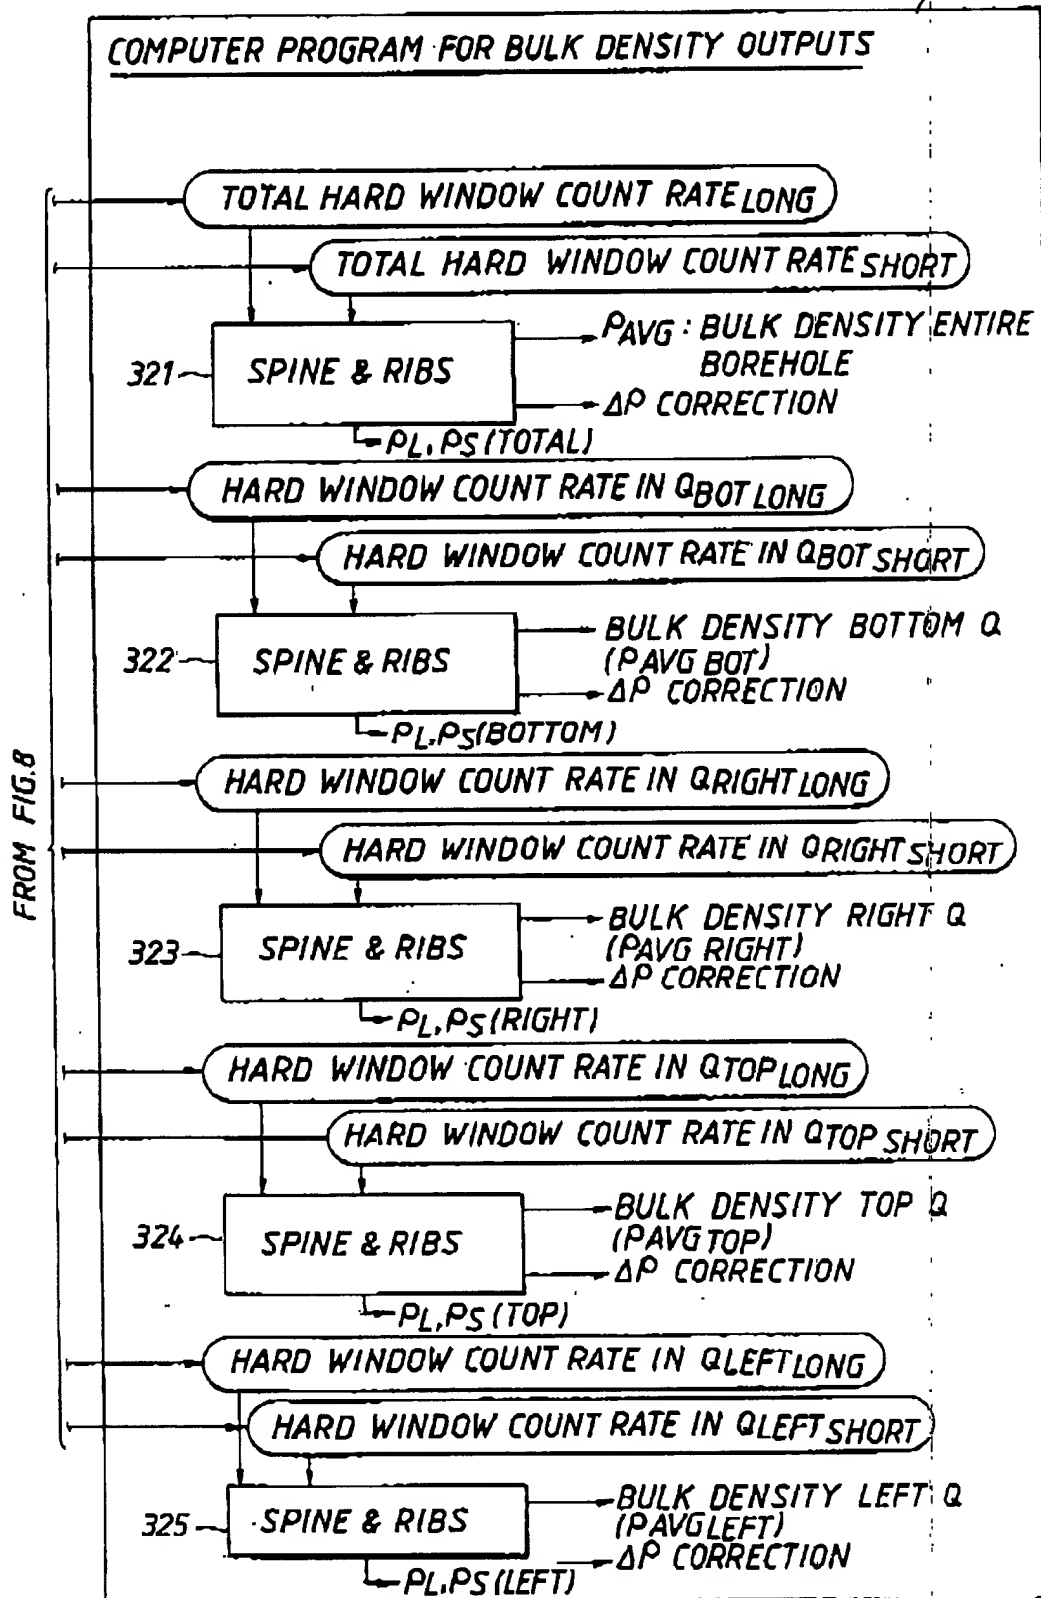 COMPUTER PROGRAM FOR BULK DENSITY OUTPUTS
TOTAL HARD WINDOW COUNT RATE LONG
TOTAL HARD WINDOW COUNT RATE SHORT
321
SPINE & RIBS
ρAVG : BULK DENSITY ENTIRE
BOREHOLE
Δρ CORRECTION
ρL, ρS (TOTAL)
HARD WINDOW COUNT RATE IN QBOT LONG
HARD WINDOW COUNT RATE IN QBOT SHORT
322
SPINE & RIBS
BULK DENSITY BOTTOM Q
(ρAVG BOT)
Δρ CORRECTION
ρL, ρS (BOTTOM)
FROM FIG.8
HARD WINDOW COUNT RATE IN QRIGHT LONG
HARD WINDOW COUNT RATE IN QRIGHT SHORT
323
SPINE & RIBS
BULK DENSITY RIGHT Q
(ρAVG RIGHT)
Δρ CORRECTION
ρL, ρS (RIGHT)
HARD WINDOW COUNT RATE IN QTOP LONG
HARD WINDOW COUNT RATE IN QTOP SHORT
324
SPINE & RIBS
BULK DENSITY TOP Q
(ρAVG TOP)
Δρ CORRECTION
ρL, ρS (TOP)
HARD WINDOW COUNT RATE IN QLEFT LONG
HARD WINDOW COUNT RATE IN QLEFT SHORT
325
SPINE & RIBS
BULK DENSITY LEFT Q
(ρAVG LEFT)
Δρ CORRECTION
ρL, ρS (LEFT)